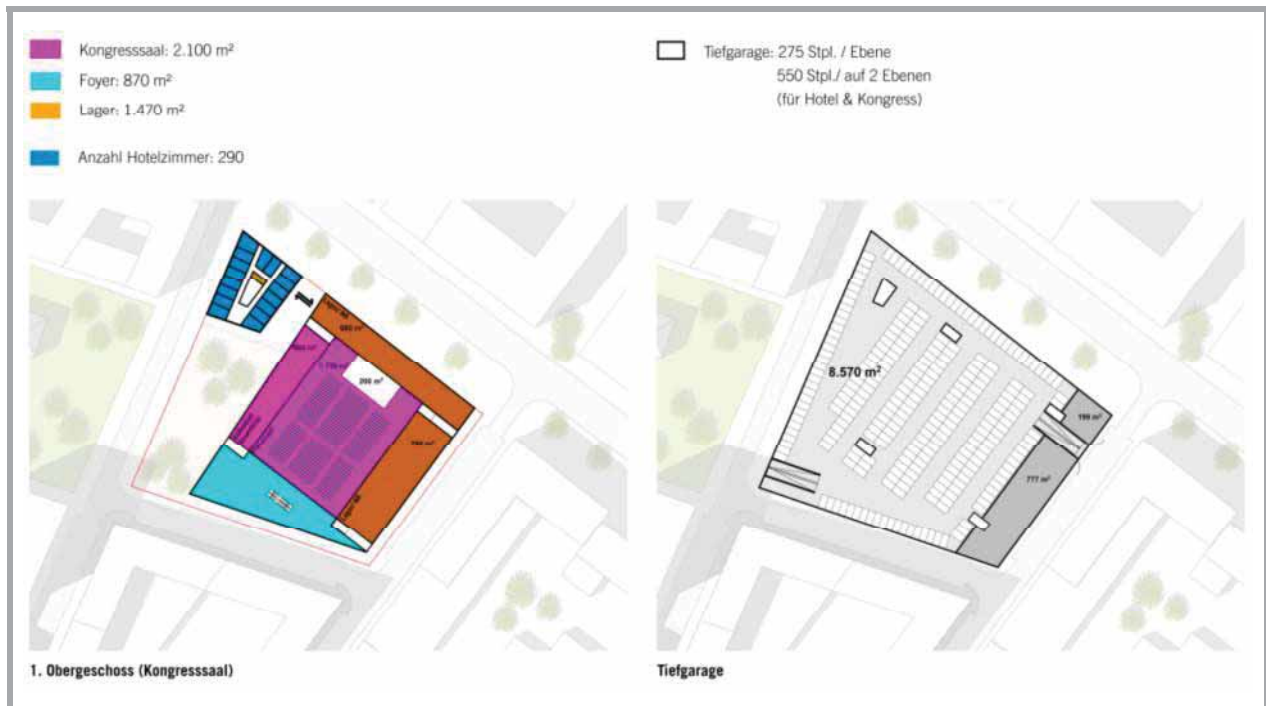 Kongresssaal: 2.100 m²
Foyer: 870 m²
Lager: 1.470 m²
Anzahl Hotelzimmer: 290
Tiefgarage: 275 Stpl. / Ebene
550 Stpl./ auf 2 Ebenen
(für Hotel & Kongress)
200 m²
8.570 m²
199 m²
777 m²
1. Obergeschoss (Kongresssaal)
Tiefgarage